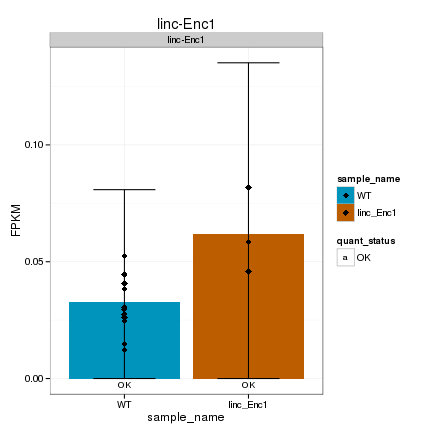 linc-Enc1
linc-Enc1
FPKM
0.10
0.05
0.00
OK
OK
WT
linc_Enc1
sample_name
sample_name
WT
linc_Enc1
quant_status
a OK